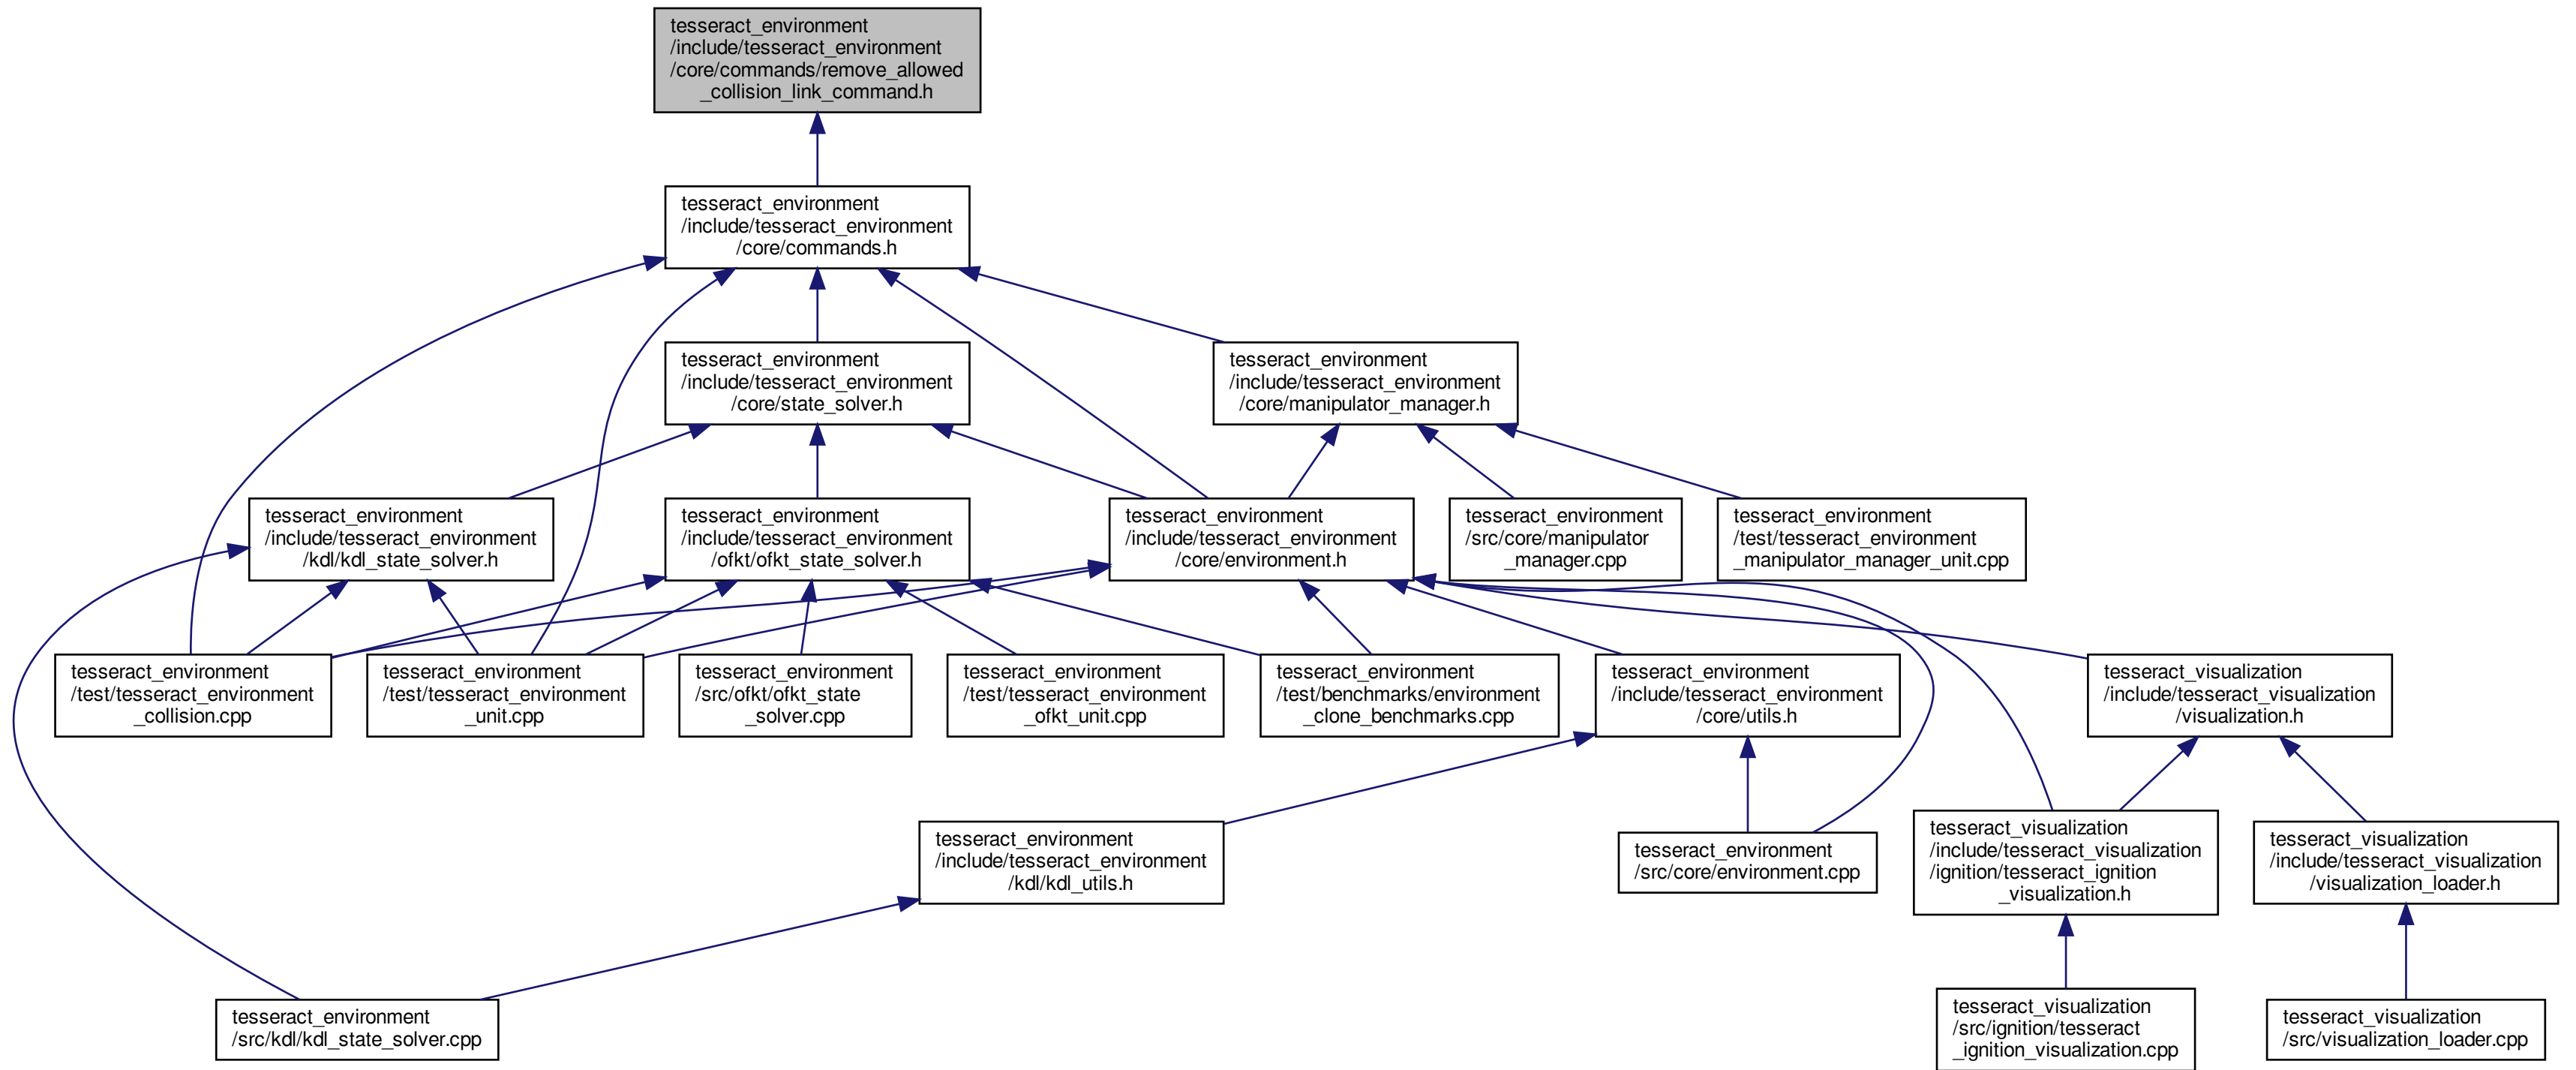 tesseract_environment
/include/tesseract_environment
/core/commands/remove_allowed
_collision_link_command.h
tesseract_environment
/include/tesseract_environment
/core/commands.h
tesseract_environment
/include/tesseract_environment
/core/state_solver.h
tesseract_environment
/include/tesseract_environment
/core/manipulator_manager.h
tesseract_environment
/include/tesseract_environment
/kdl/kdl_state_solver.h
tesseract_environment
/include/tesseract_environment
/ofkt/ofkt_state_solver.h
tesseract_environment
/include/tesseract_environment
/core/environment.h
tesseract_environment
/src/core/manipulator
_manager.cpp
tesseract_environment
/test/tesseract_environment
_manipulator_manager_unit.cpp
tesseract_environment
/test/tesseract_environment
_collision.cpp
tesseract_environment
/test/tesseract_environment
_unit.cpp
tesseract_environment
/src/ofkt/ofkt_state
_solver.cpp
tesseract_environment
/test/tesseract_environment
_ofkt_unit.cpp
tesseract_environment
/test/benchmarks/environment
_clone_benchmarks.cpp
tesseract_environment
/include/tesseract_environment
/core/utils.h
tesseract_visualization
/include/tesseract_visualization
/visualization.h
tesseract_environment
/include/tesseract_environment
/kdl/kdl_utils.h
tesseract_environment
/src/core/environment.cpp
tesseract_visualization
/include/tesseract_visualization
/ignition/tesseract_ignition
_visualization.h
tesseract_visualization
/include/tesseract_visualization
/visualization_loader.h
tesseract_environment
/src/kdl/kdl_state_solver.cpp
tesseract_visualization
/src/ignition/tesseract
_ignition_visualization.cpp
tesseract_visualization
/src/visualization_loader.cpp